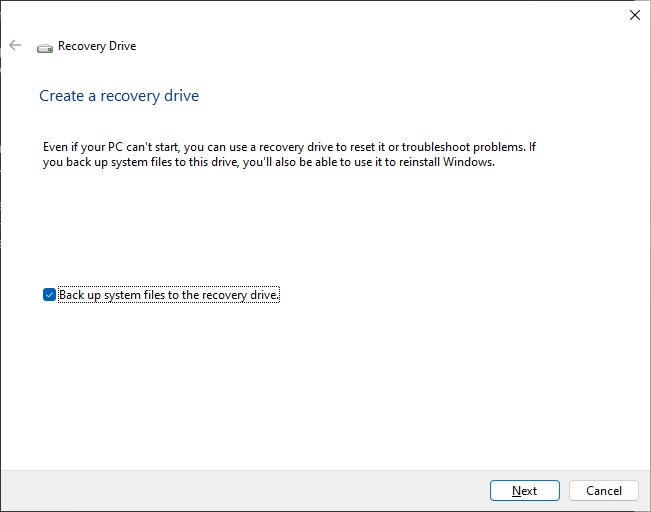 Recovery Drive
Create a recovery drive
Even if your PC can't start, you can use a recovery drive to reset it or troubleshoot problems. If
you back up system files to this drive, you'll also be able to use it to reinstall Windows.
Back up system files to the recovery drive.
Next
Cancel